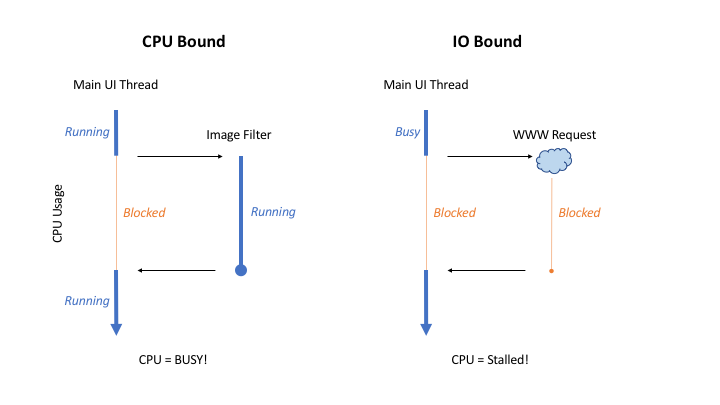 CPU Bound
IO Bound
Main UI Thread
Main UI Thread
Running
Image Filter
Busy
WWW Request
CPU Usage
Blocked
Running
Blocked
Blocked
Running
CPU = BUSY!
CPU = Stalled!